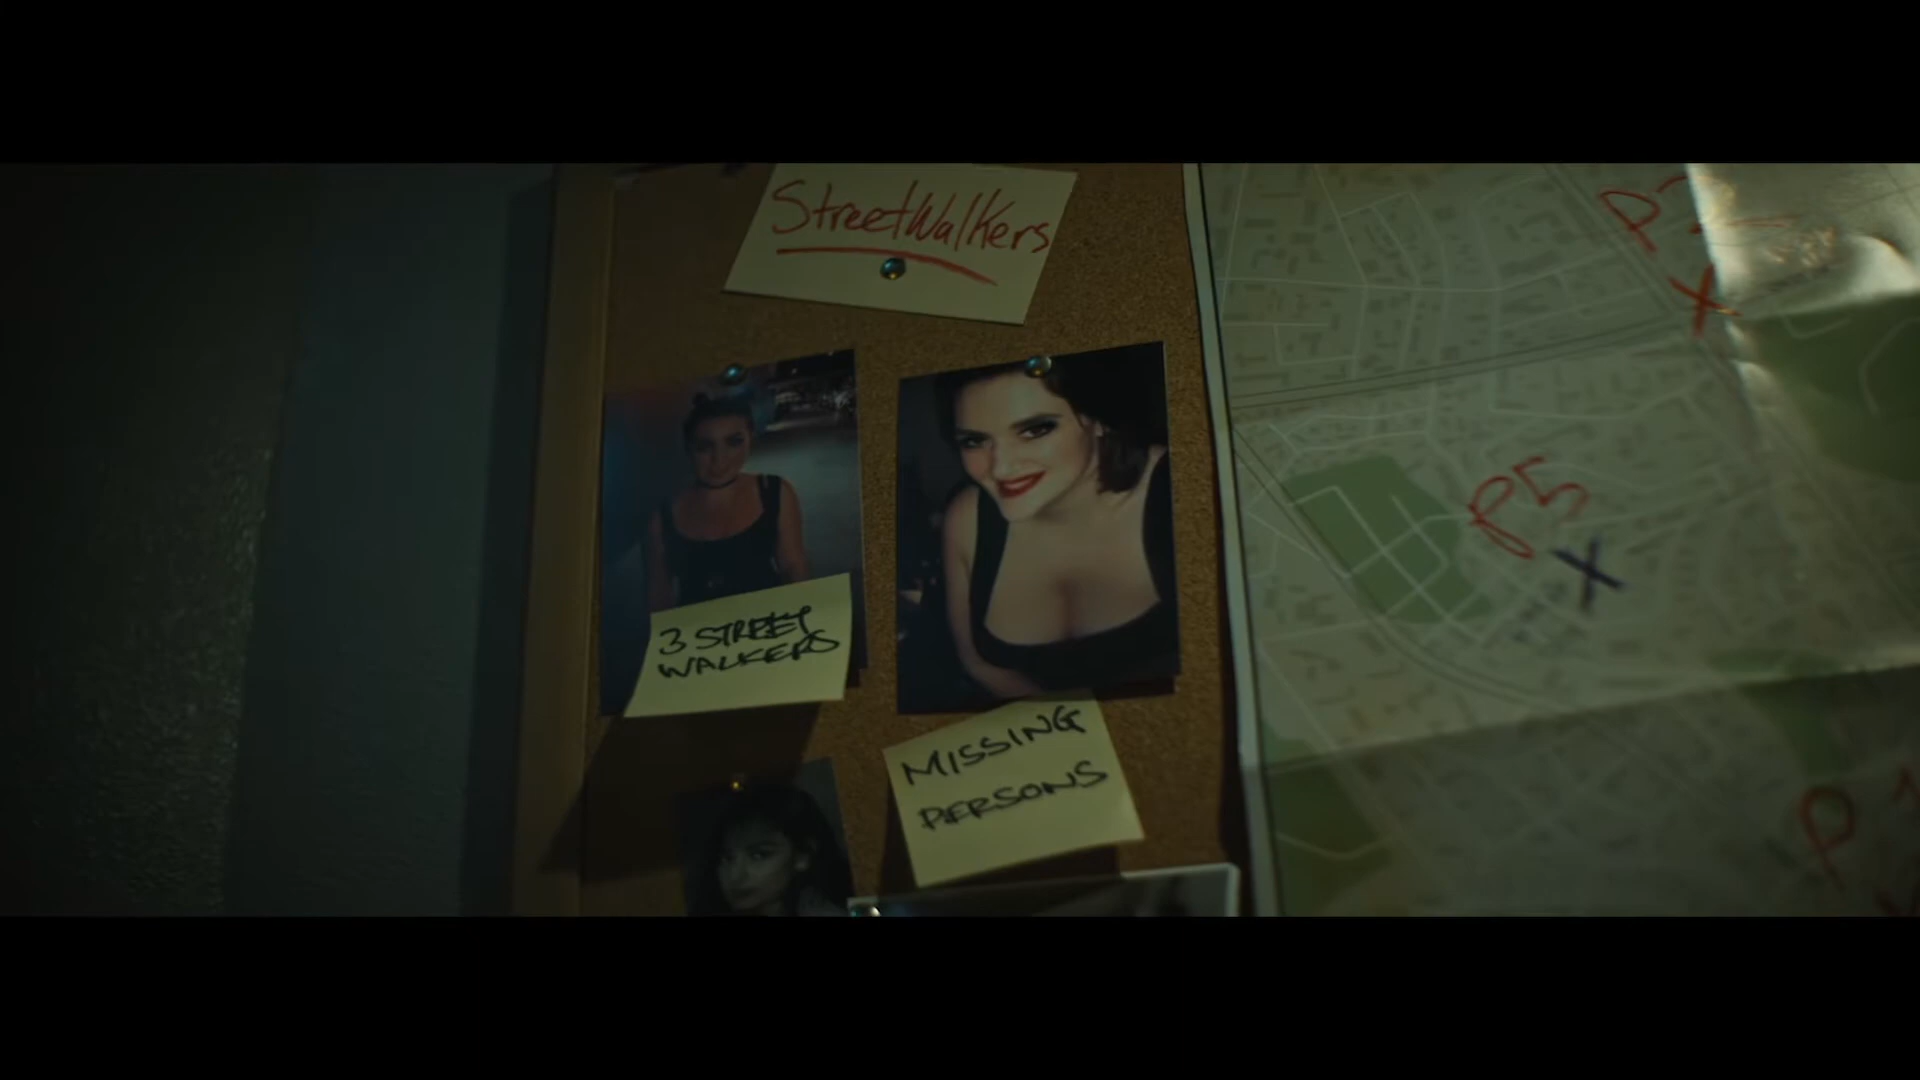 StreetWalkers
3 STREET
WALKERS
MISSING
PERSONS
P5
X
X
P